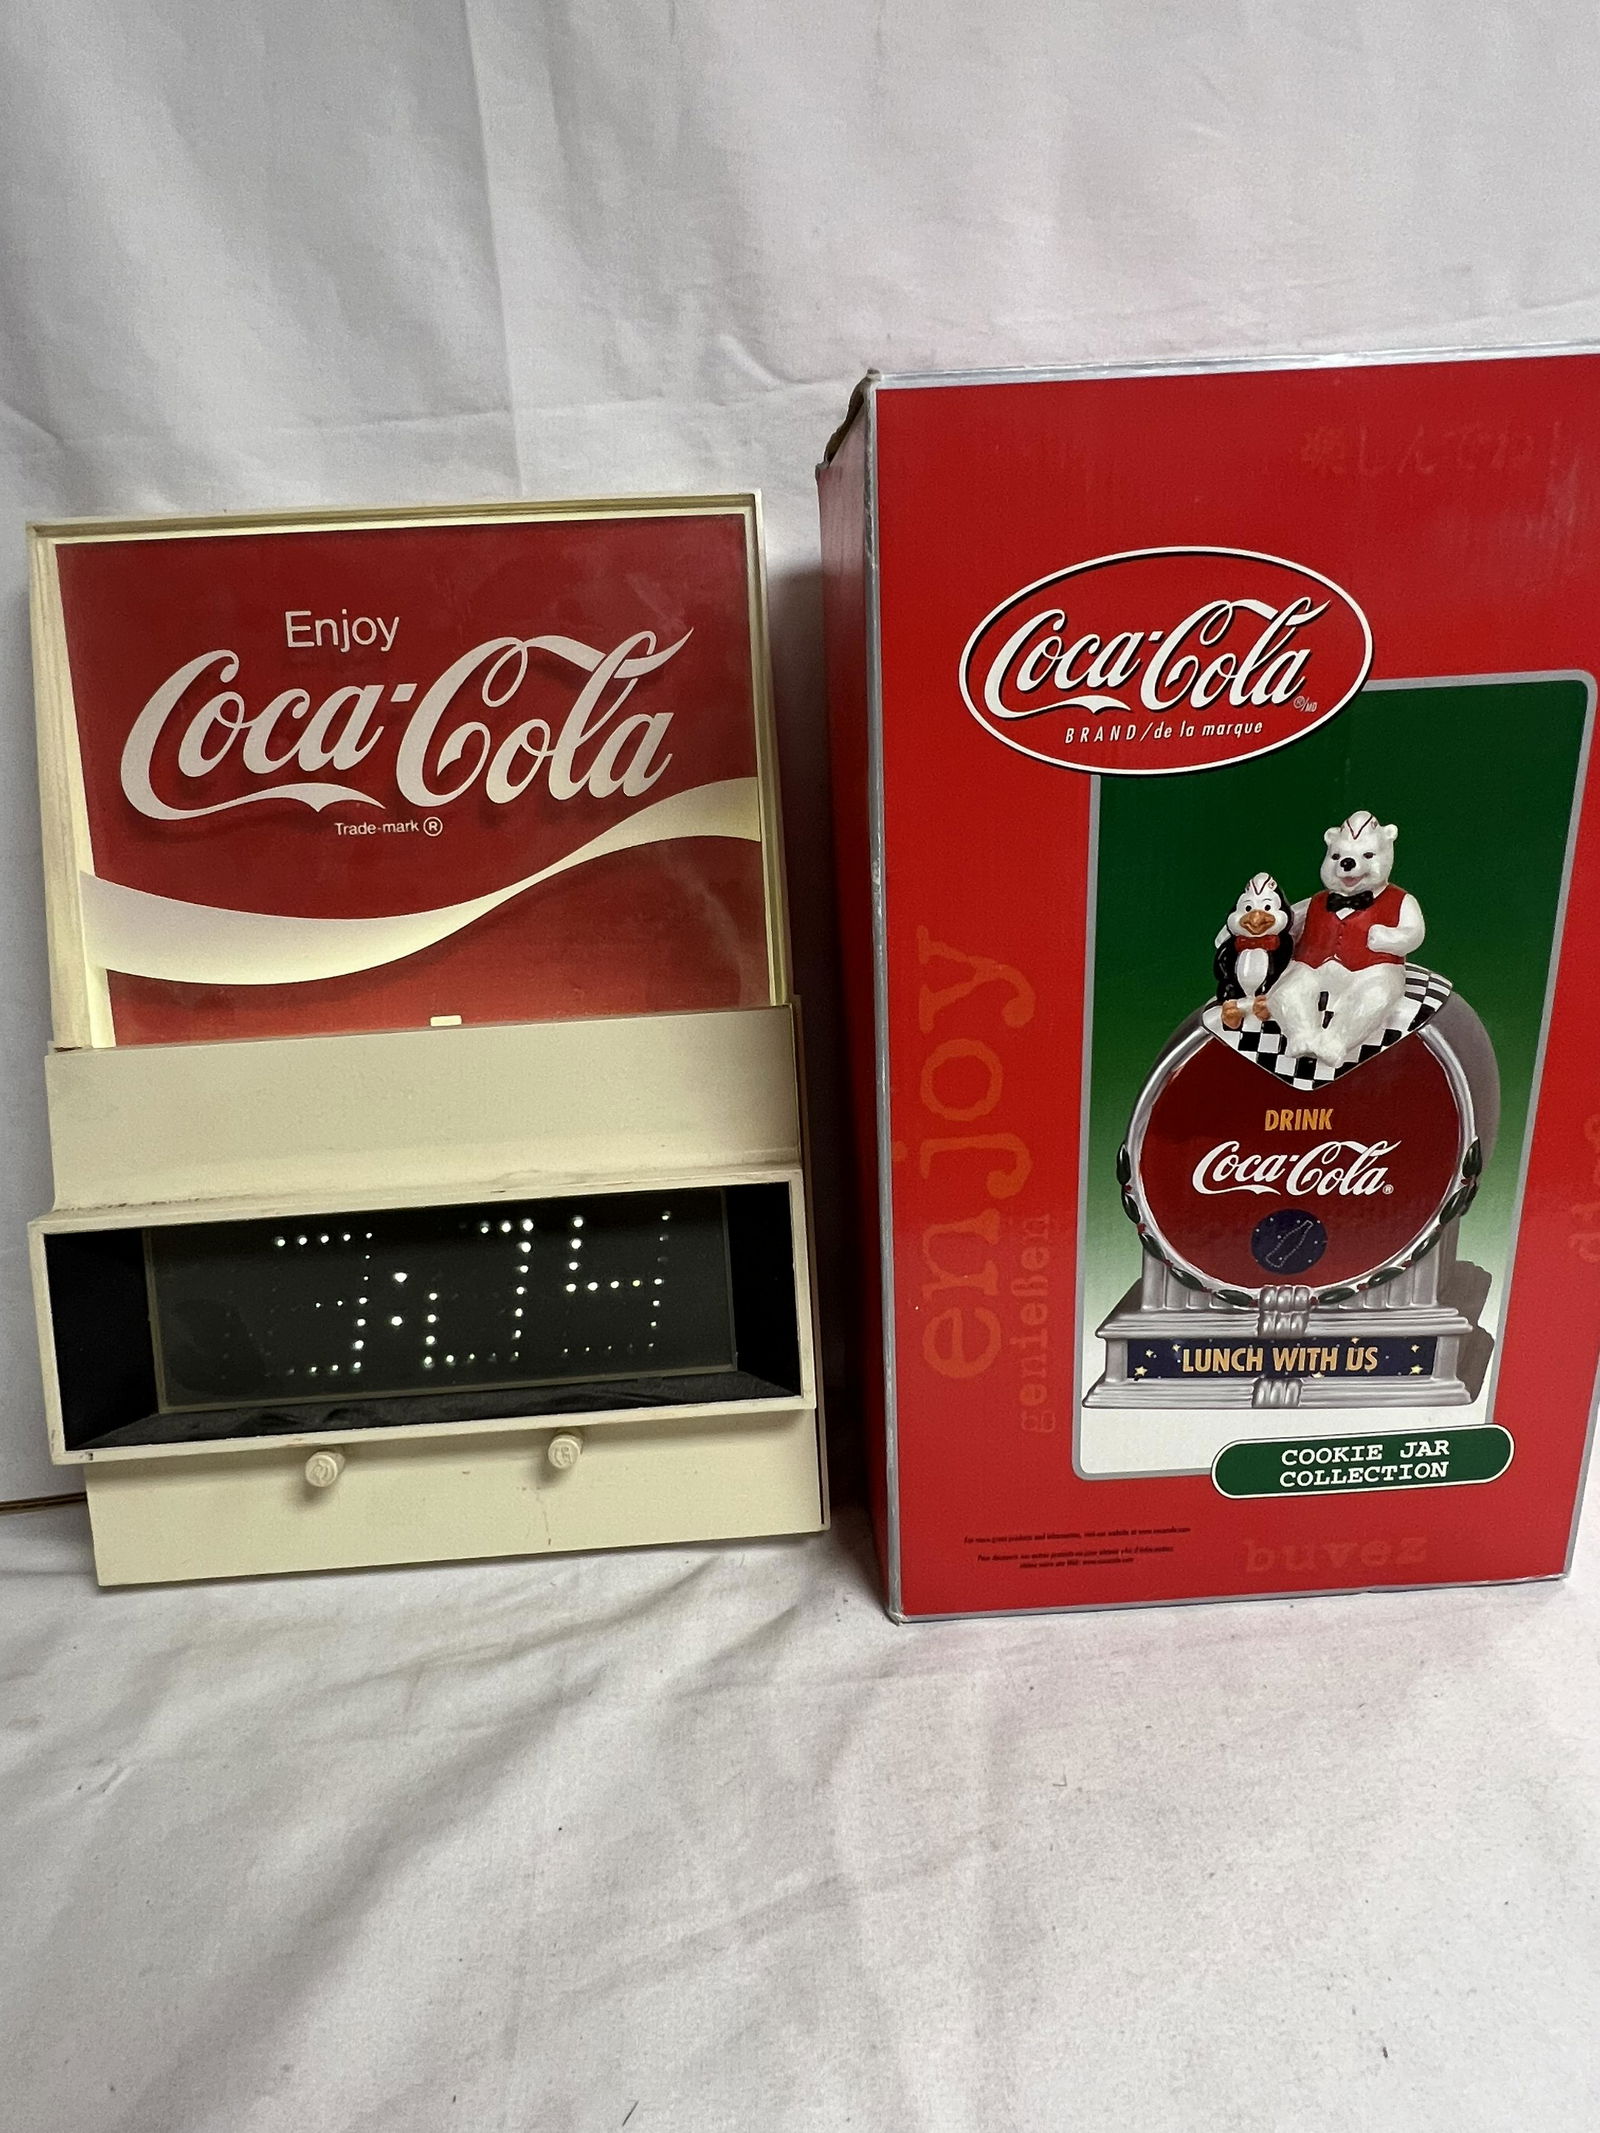 Enjoy
Coca-Cola
Trade-mark ®
Coca-Cola
®/MD
BRAND/de la marque
enjoy
genießen
DRINK
Coca-Cola®
LUNCH WITH US
COOKIE JAR
COLLECTION
buvez